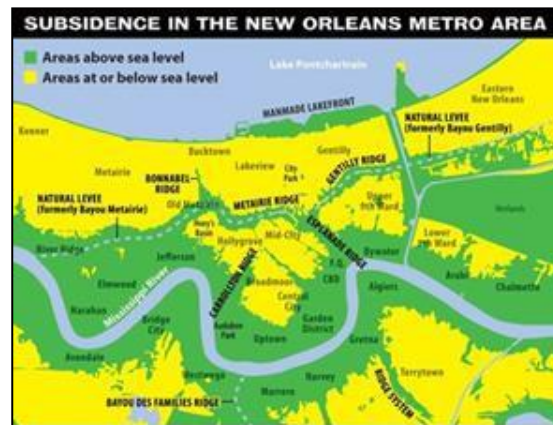 SUBSIDENCE IN THE NEW ORLEANS METRO AREA
Areas above sea level
Areas at or below sea level
Lake Pontchartrain
MANMADE LAKEFRONT
Eastern
New Orleans
NATURAL LEVEE
(formerly Bayou Gentilly)
Kenner
Bucktown
Gentilly
Metairie
BONNABEL
RIDGE
Lakeview
City
Park
GENTILLY RIDGE
NATURAL LEVEE
(formerly Bayou Metairie)
Old Metairie
METAIRIE RIDGE
Upper
9th Ward
Wetlands
Hollygrove
Mid-City
ESPLANADE RIDGE
Lower
9th Ward
River Ridge
Jefferson
Bywater
F.Q.
CBD
Arabi
Elmwood
CARROLLTON RIDGE
Broadmoor
Algiers
Chalmette
Mississippi River
Central
City
Harahan
Bridge
City
Audubon
Park
Garden
District
Uptown
Gretna
Avondale
Westwego
Harvey
Terrytown
Marrero
RIDGE SYSTEM
BAYOU DES FAMILLES RIDGE